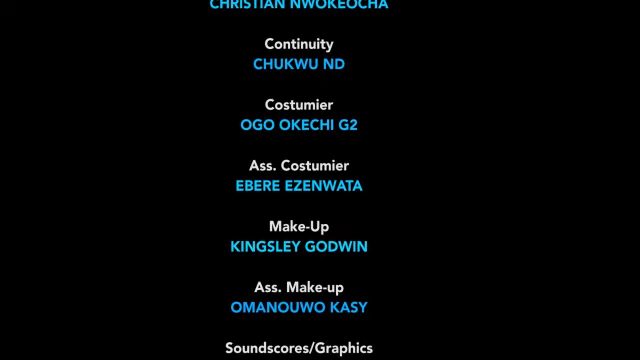 CHRISTIAN NWOKEOCHA
Continuity
CHUKWU ND
Costumier
OGO OKECHI G2
Ass. Costumier
EBERE EZENWATA
Make-Up
KINGSLEY GODWIN
Ass. Make-up
OMANOUWO KASY
Soundscores/Graphics